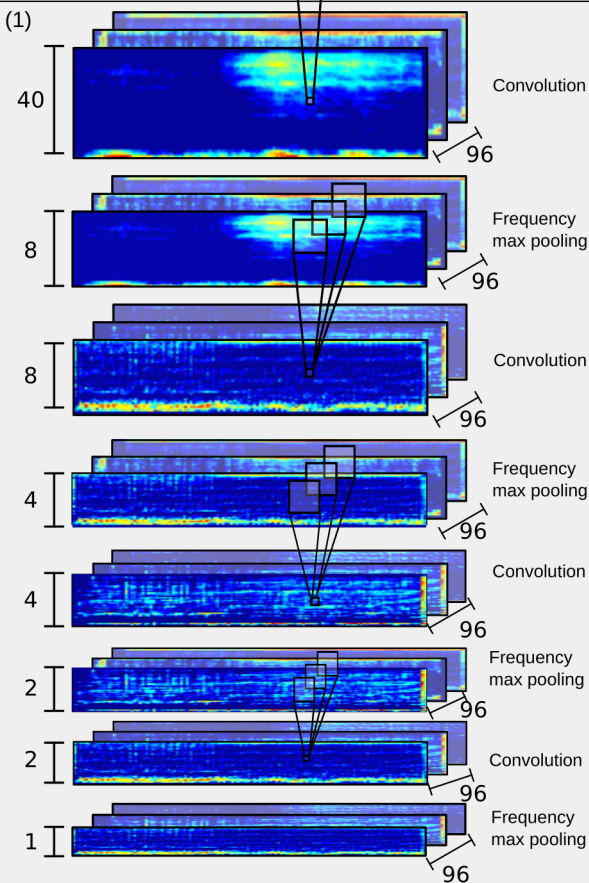 (1)
40
Convolution
96
8
Frequency
max pooling
96
8
Convolution
96
4
Frequency
max pooling
96
4
Convolution
96
2
Frequency
max pooling
96
2
Convolution
96
1
Frequency
max pooling
96